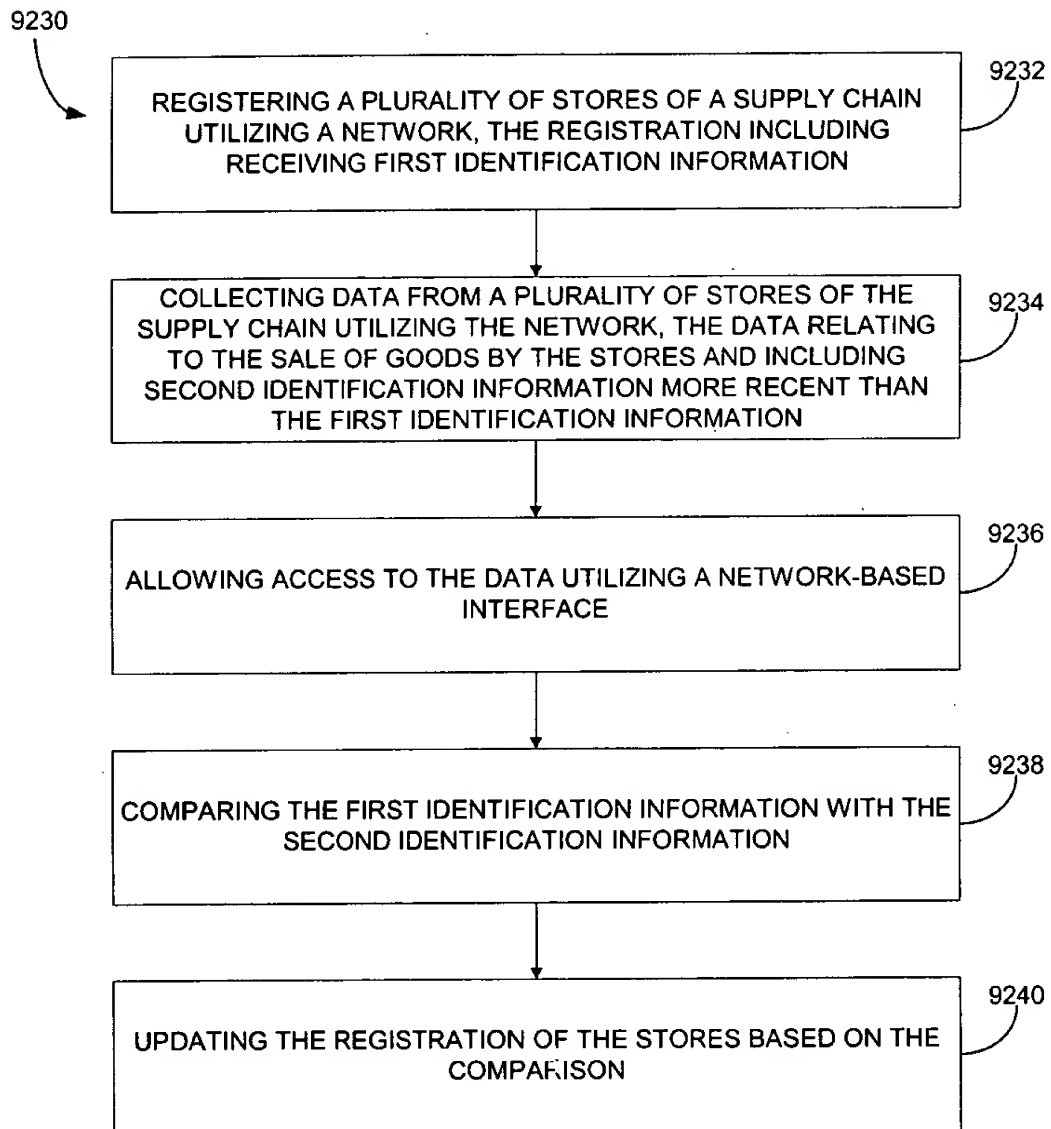 9230
9232
REGISTERING A PLURALITY OF STORES OF A SUPPLY CHAIN
UTILIZING A NETWORK, THE REGISTRATION INCLUDING
RECEIVING FIRST IDENTIFICATION INFORMATION
9234
COLLECTING DATA FROM A PLURALITY OF STORES OF THE
SUPPLY CHAIN UTILIZING THE NETWORK, THE DATA RELATING
TO THE SALE OF GOODS BY THE STORES AND INCLUDING
SECOND IDENTIFICATION INFORMATION MORE RECENT THAN
THE FIRST IDENTIFICATION INFORMATION
9236
ALLOWING ACCESS TO THE DATA UTILIZING A NETWORK-BASED
INTERFACE
9238
COMPARING THE FIRST IDENTIFICATION INFORMATION WITH THE
SECOND IDENTIFICATION INFORMATION
9240
UPDATING THE REGISTRATION OF THE STORES BASED ON THE
COMPARISON